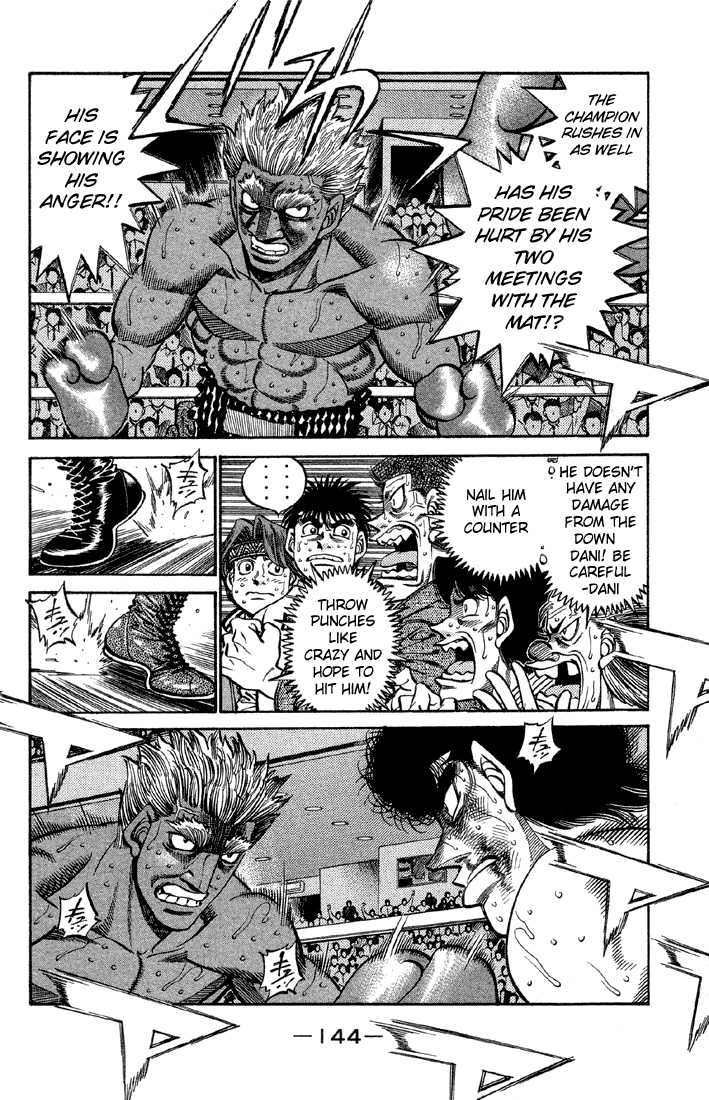 THE
CHAMPION
RUSHES IN
AS WELL
HAS HIS
PRIDE BEEN
HURT BY HIS
TWO
MEETINGS
WITH THE
MAT!?
HIS
FACE IS
SHOWING
HIS
ANGER!!
HE DOESN'T
HAVE ANY
DAMAGE
FROM THE
DOWN
DANI! BE
CAREFUL
-DANI
NAIL HIM
WITH A
COUNTER
THROW
PUNCHES
LIKE
CRAZY AND
HOPE TO
HIT HIM!
-144-